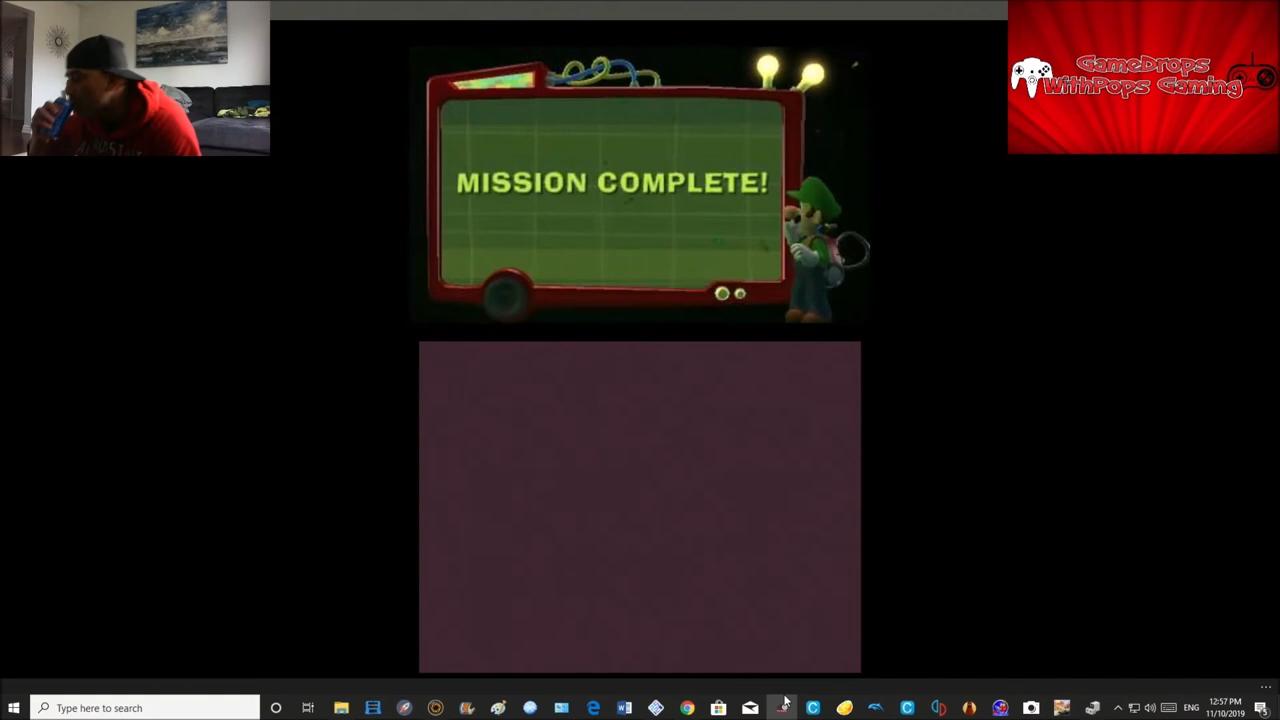 GameDrops
WithPops Gaming
MISSION COMPLETE!
Type here to search
ENG
12:57 PM
11/10/2019